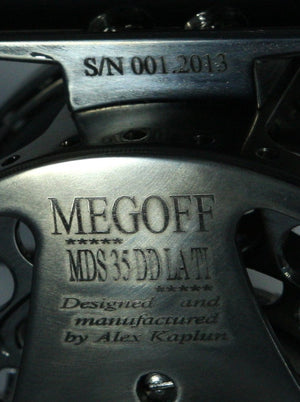 S/N 001.2013
MEGOFF
*****
MDS 35 DD LA TI
*****
Designed and
manufactured
by Alex Kaplun